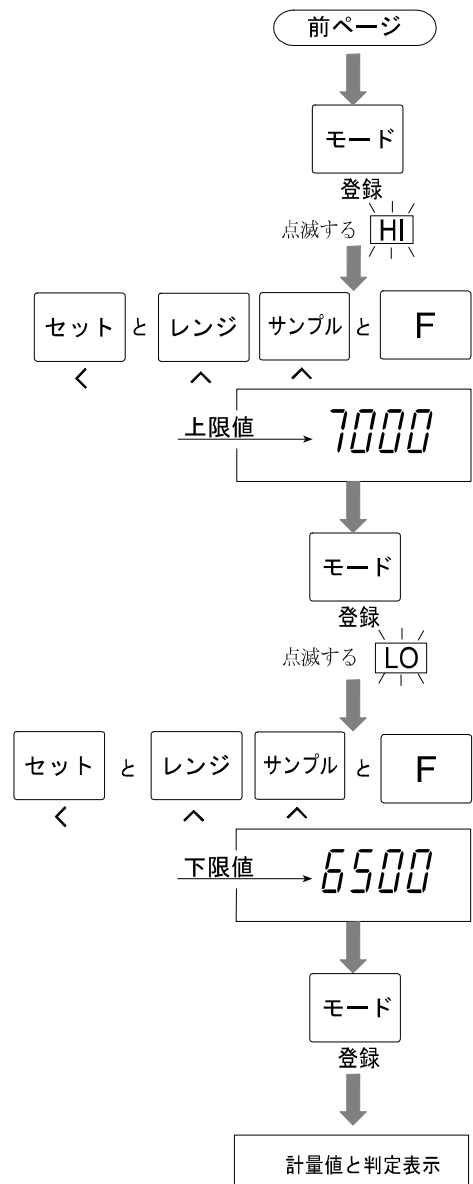 前ページ
モード
登録
点滅する HI
セット と レンジ サンプル と F
く へ へ
上限値 7000
モード
登録
点滅する LO
セット と レンジ サンプル と F
く へ へ
下限値 6500
モード
登録
計量値と判定表示